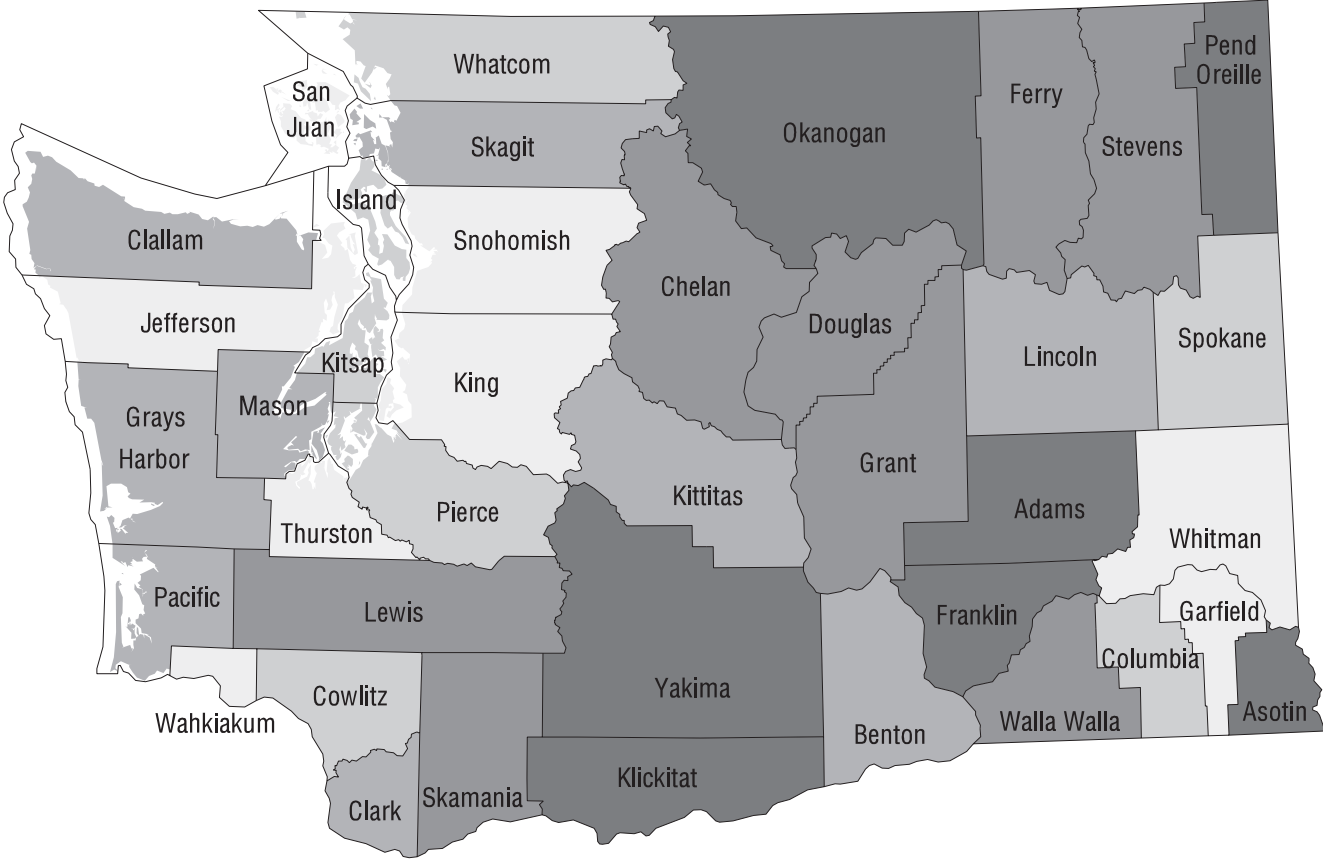 Whatcom
Pend
Oreille
San
Juan
Ferry
Okanogan
Skagit
Stevens
Island
Clallam
Snohomish
Chelan
Jefferson
Douglas
Spokane
Lincoln
Kitsap
King
Mason
Grays
Harbor
Grant
Kittitas
Adams
Pierce
Thurston
Whitman
Pacific
Lewis
Franklin
Garfield
Columbia
Yakima
Cowlitz
Wahkiakum
Walla Walla
Asotin
Benton
Klickitat
Skamania
Clark